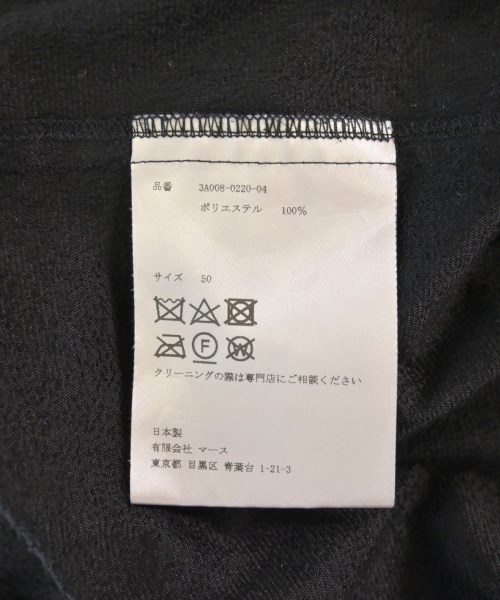 品番 3A008-0220-04
ポリエステル 100%
サイズ 50
F W
クリーニングの際は専門店にご相談ください
日本製
有限会社 マース
東京都 目黒区 青葉台 1-21-3